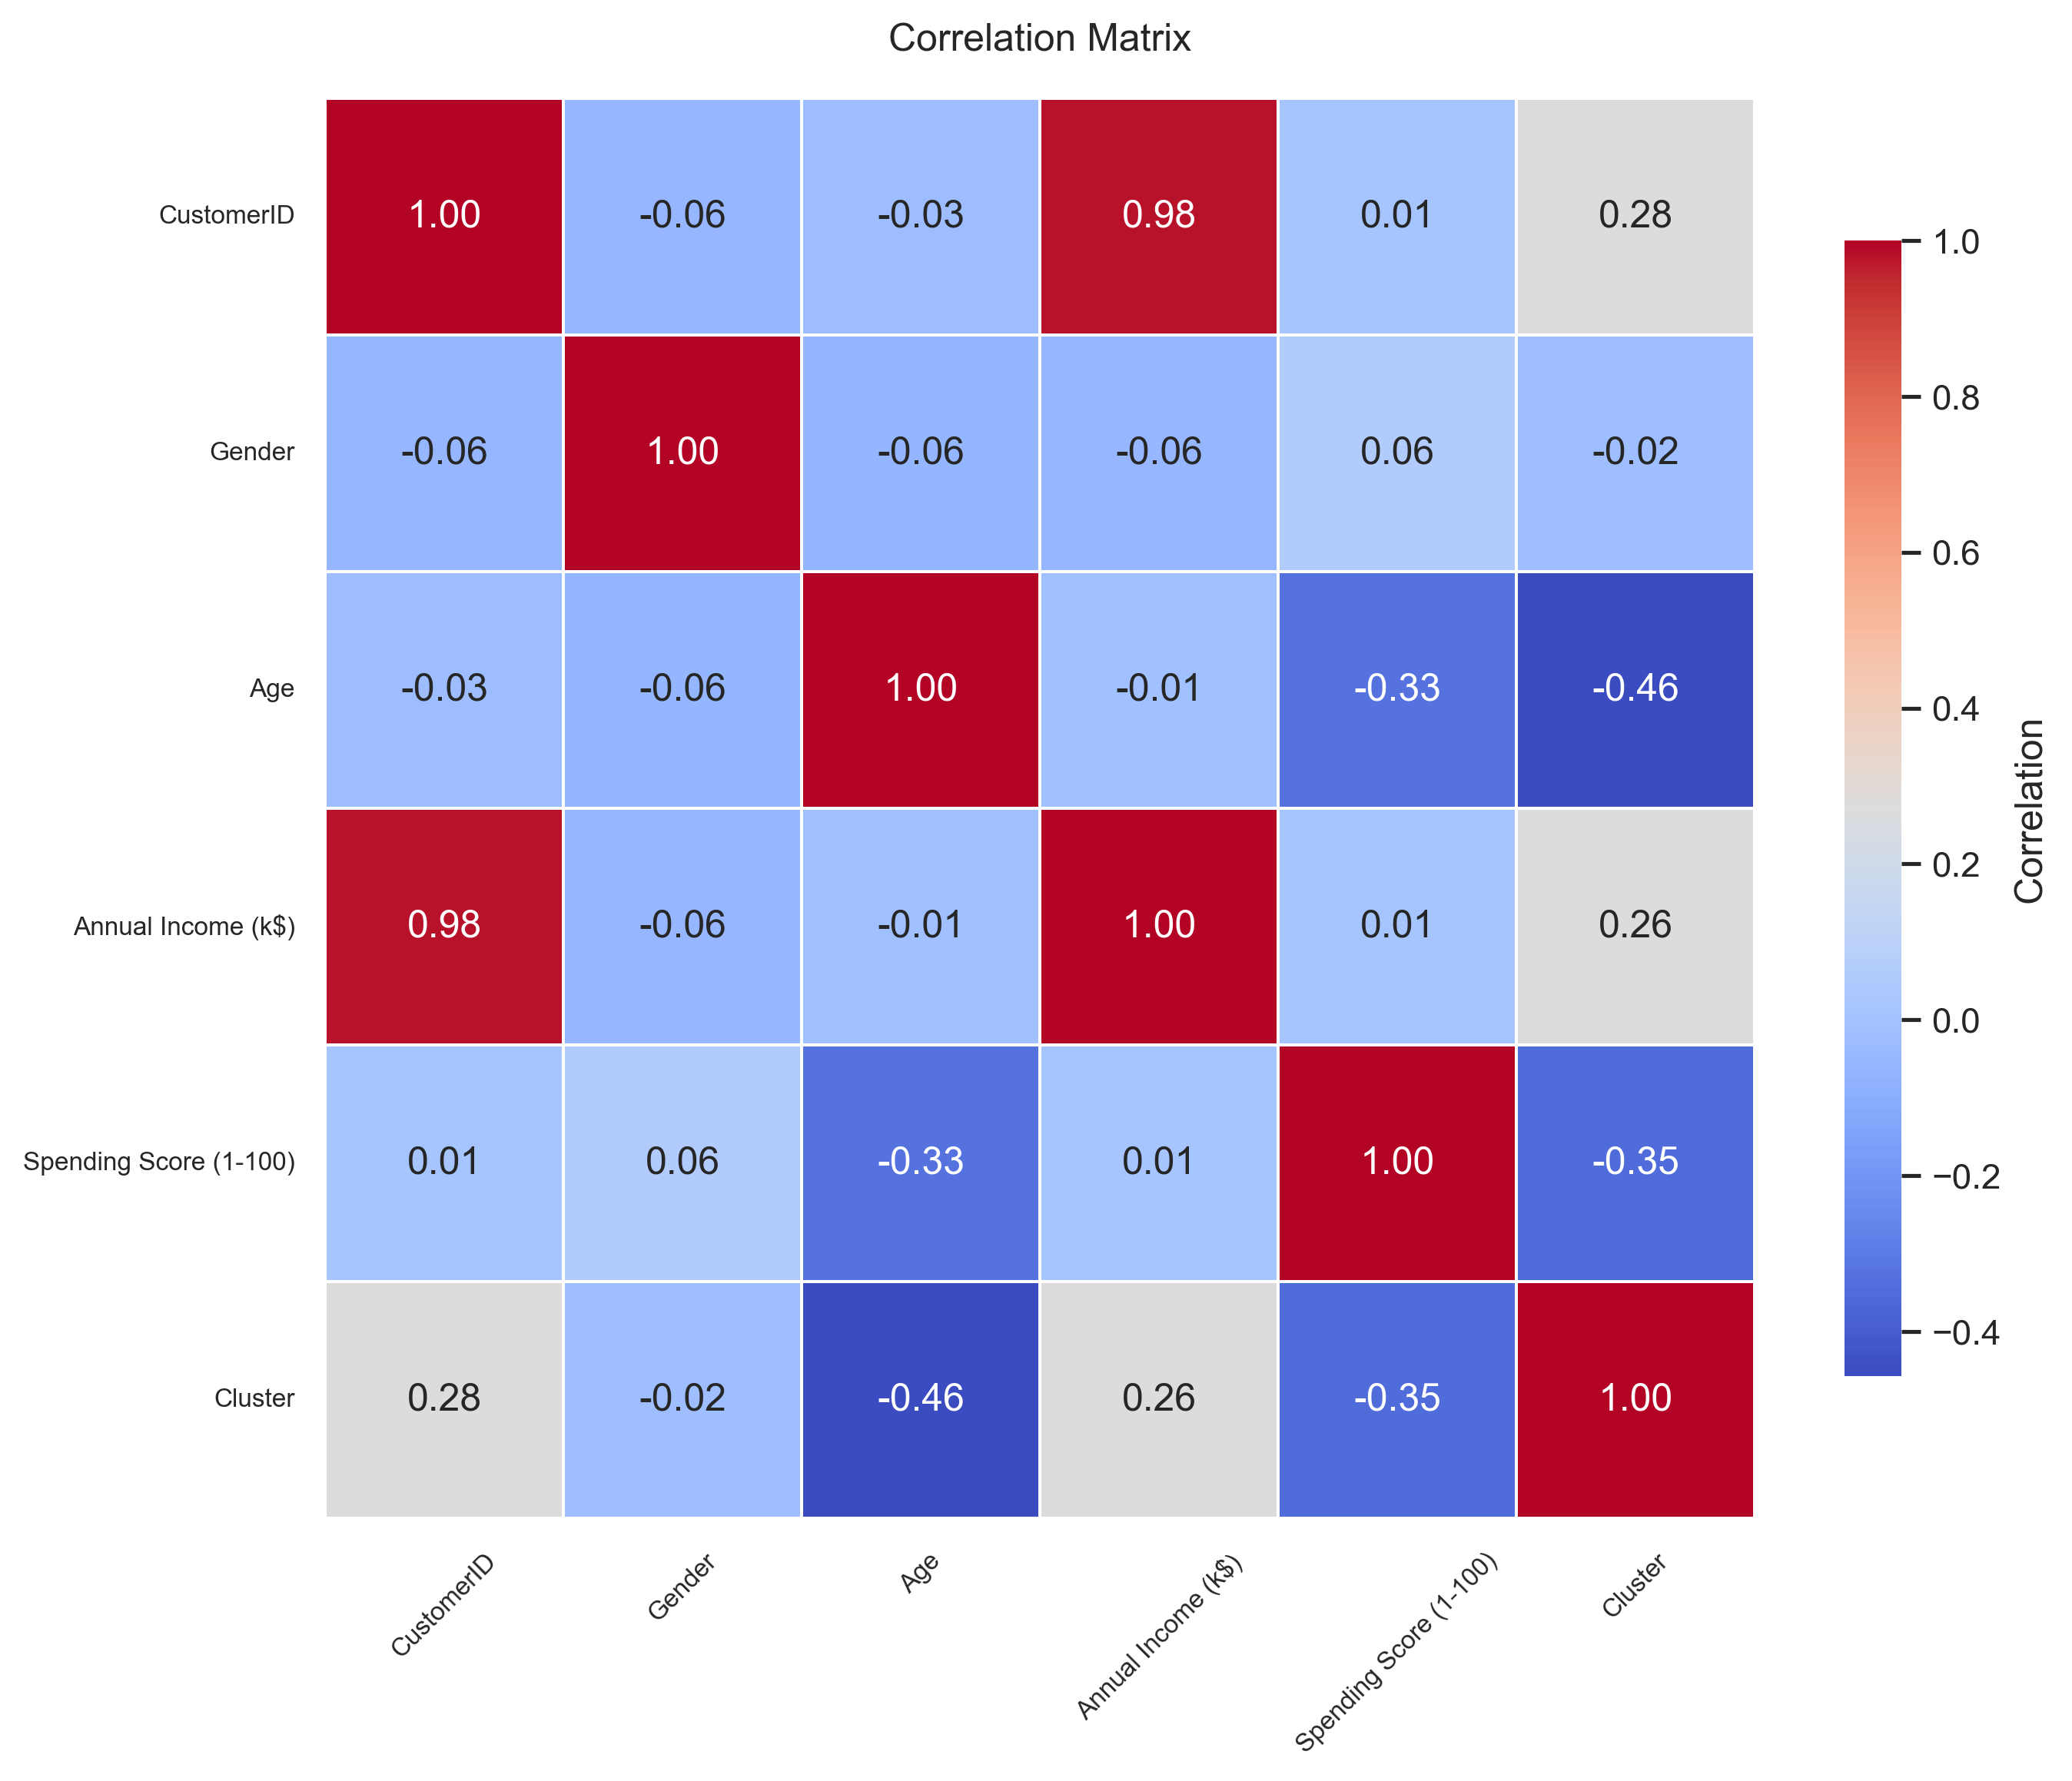 Correlation Matrix
CustomerID 1.00 -0.06 -0.03 0.98 0.01 0.28
Gender -0.06 1.00 -0.06 -0.06 0.06 -0.02
Age -0.03 -0.06 1.00 -0.01 -0.33 -0.46
Annual Income (k$) 0.98 -0.06 -0.01 1.00 0.01 0.26
Spending Score (1-100) 0.01 0.06 -0.33 0.01 1.00 -0.35
Cluster 0.28 -0.02 -0.46 0.26 -0.35 1.00
CustomerID
Gender
Age
Annual Income (k$)
Spending Score (1-100)
Cluster
1.0
0.8
0.6
0.4
0.2
0.0
−0.2
−0.4
Correlation